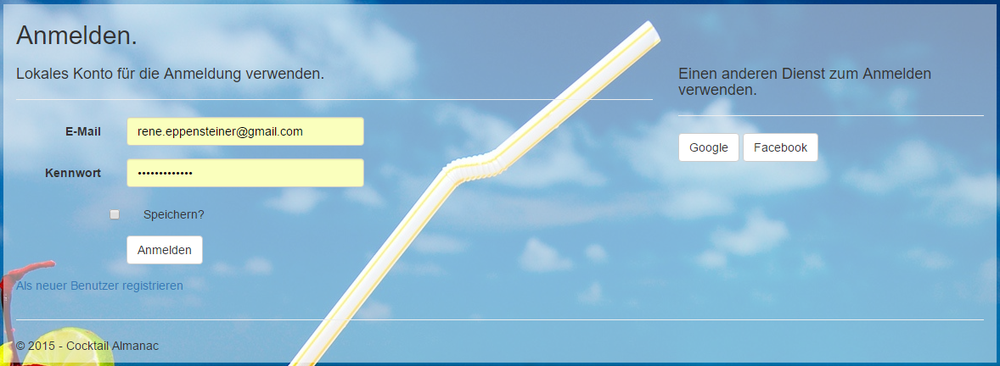 Anmelden.
Lokales Konto für die Anmeldung verwenden.
E-Mail rene.eppensteiner@gmail.com
Kennwort •••••••••••••
Speichern?
Anmelden
Als neuer Benutzer registrieren
Einen anderen Dienst zum Anmelden
verwenden.
Google Facebook
© 2015 - Cocktail Almanac